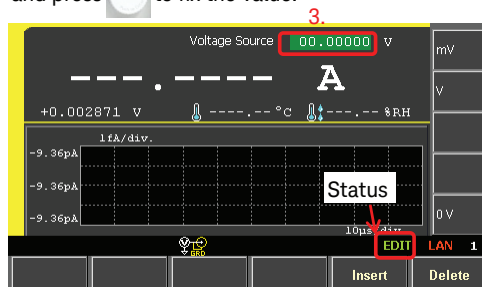 and press to fix the value.
3.
Voltage Source 00.00000 V
mV
---.---- A
V
+0.002871 V ----.--°C ---.--%RH
1fA/div.
-9.36pA
-9.36pA
Status
-9.36pA
0 V
10µs/div.
GRD
EDIT LAN 1
Insert Delete